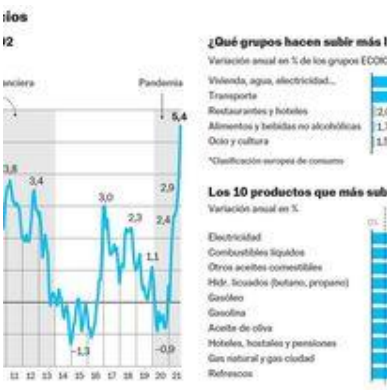 cios
02
nciera
Pandemia
5,4
3,8
3,4
3,0
2,9
2,3
2,4
1,1
-1,3
-0,9
11 12 13 14 15 16 17 18 19 20 21
¿Qué grupos hacen subir más l
Variación anual en % de los grupos ECOIC
Vivienda, agua, electricidad...
Transporte
Restaurantes y hoteles
Alimentos y bebidas no alcohólicas
Ocio y cultura
*Clasificación europea de consumo
Los 10 productos que más sub
Variación anual en %
0%
Electricidad
Combustibles líquidos
Otros aceites comestibles
Hidr. licuados (butano, propano)
Gasóleo
Gasolina
Aceite de oliva
Hoteles, hostales y pensiones
Gas natural y gas ciudad
Refrescos